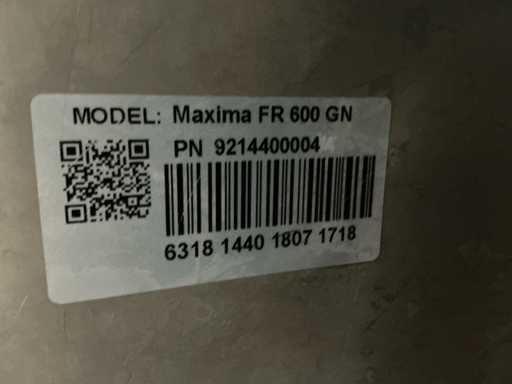 MODEL: Maxima FR 600 GN
PN 9214400004
6318 1440 1807 1718